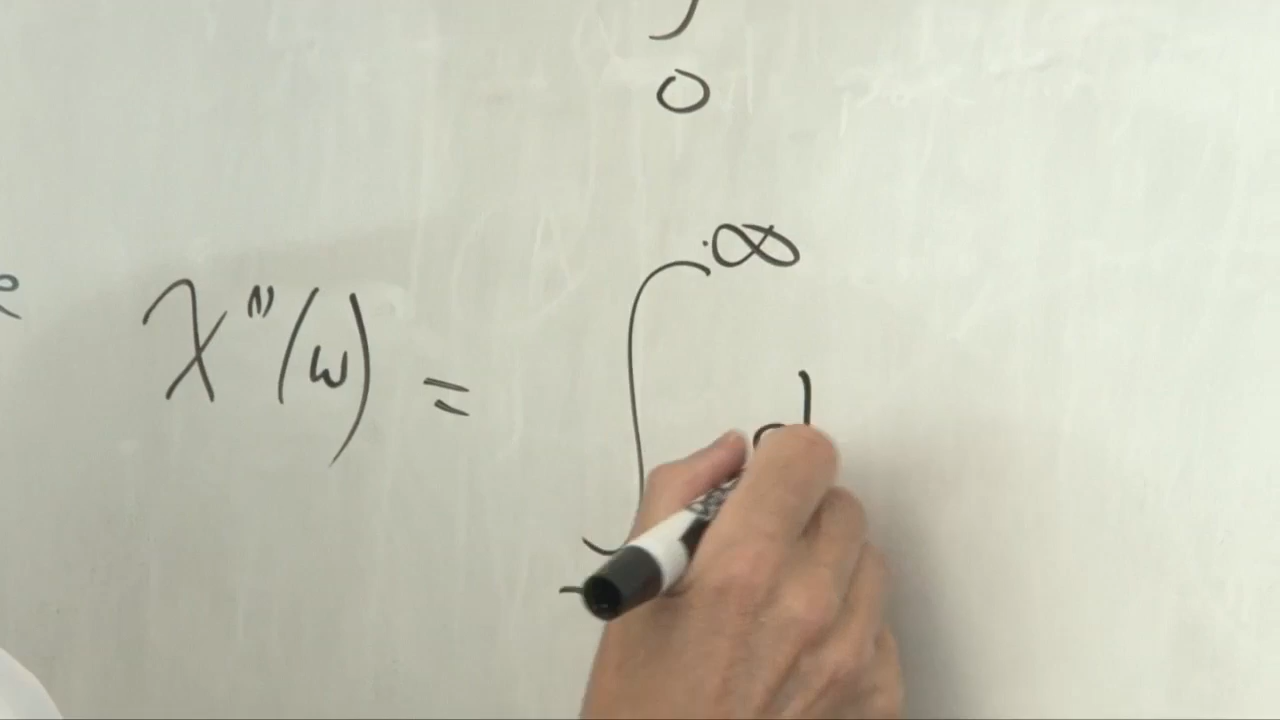 0
χ''(ω) = ∫ ∞ d